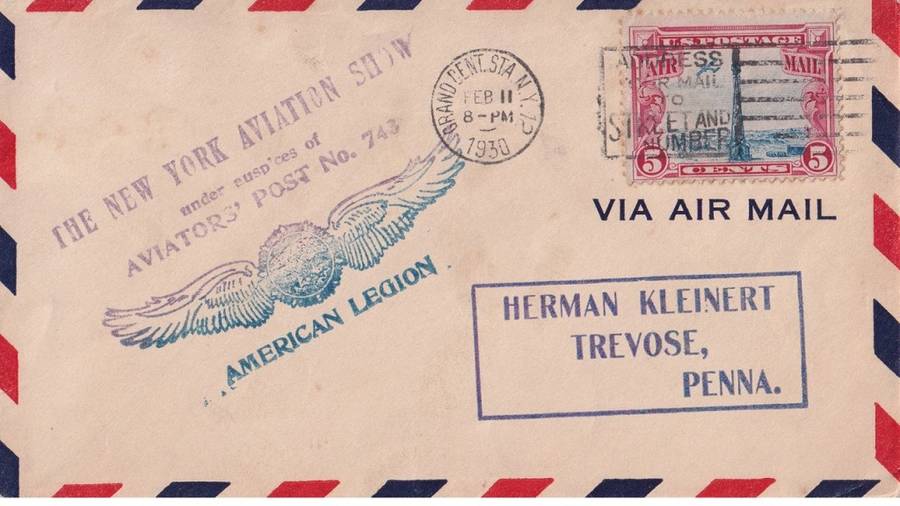 THE NEW YORK AVIATION SHOW
under auspices of
AVIATORS' POST No. 743
AMERICAN LEGION
GRAND CENT. STA. N.Y.
FEB 11
8-PM
1930
U.S. POSTAGE
AIR MAIL
5 CENTS 5
ADDRESS
AIR MAIL
TO
STREET AND
NUMBER
VIA AIR MAIL
HERMAN KLEINERT
TREVOSE,
PENNA.